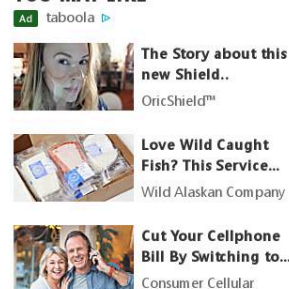 Ad taboola
The Story about this
new Shield..
OricShield™
Love Wild Caught
Fish? This Service...
Wild Alaskan Company
Cut Your Cellphone
Bill By Switching to...
Consumer Cellular